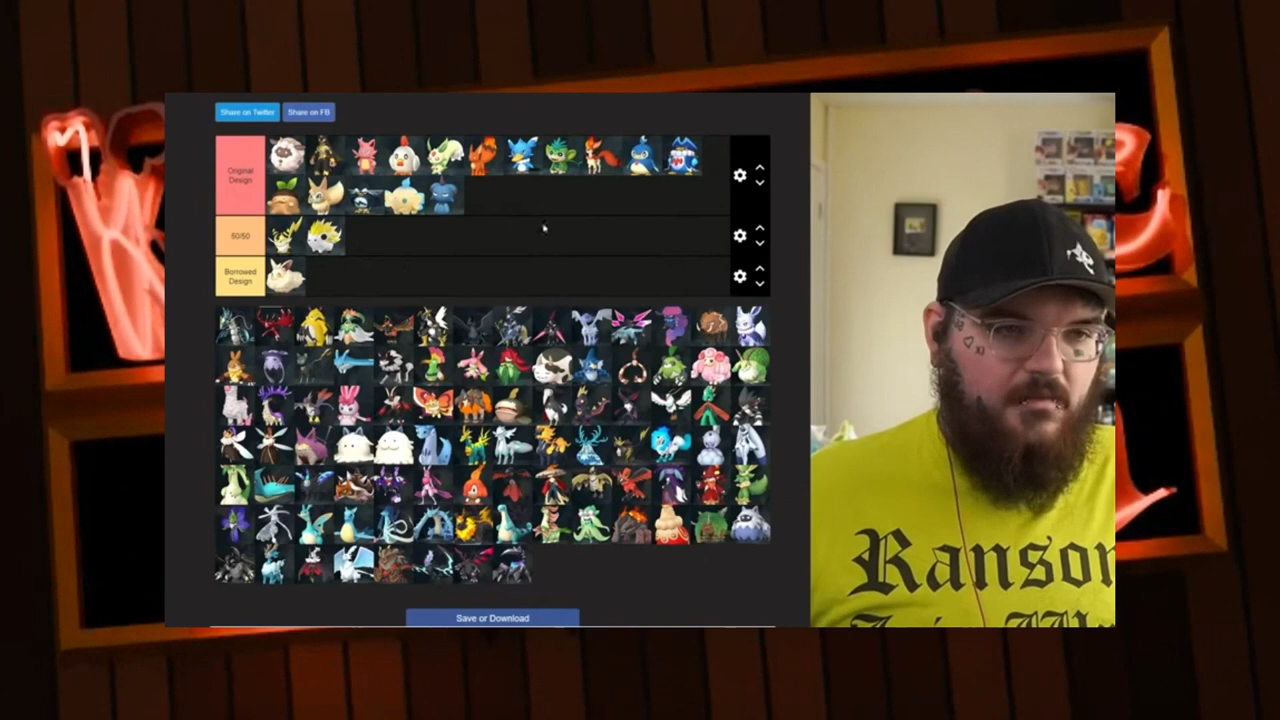 Share on Twitter
Share on FB
Original
Design
50/50
Borrowed
Design
Save or Download
Ransom